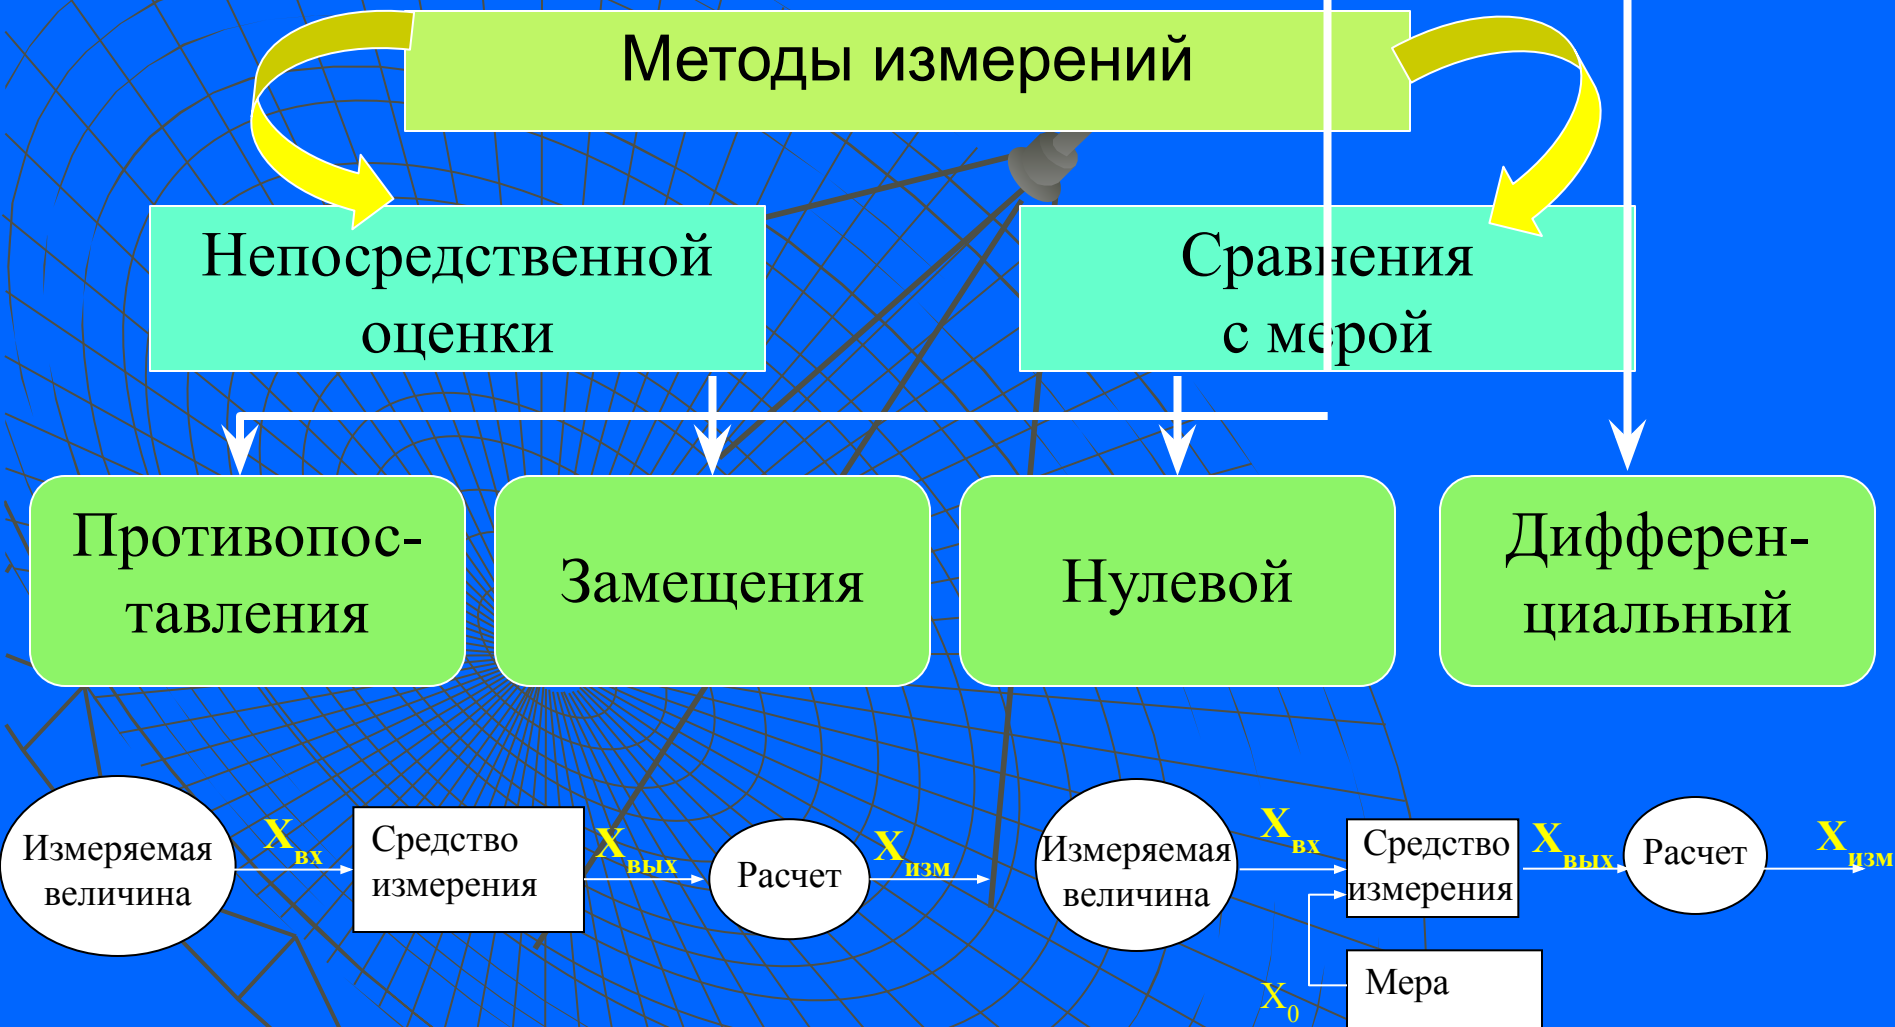 Методы измерений
Непосредственной
оценки
Сравнения
с мерой
Противопос-
тавления
Замещения
Нулевой
Дифферен-
циальный
Измеряемая
величина
Xвх
Средство
измерения
Xвых
Расчет
Xизм
Измеряемая
величина
Xвх
Средство
измерения
Xвых
Расчет
Xизм
Мера
X0